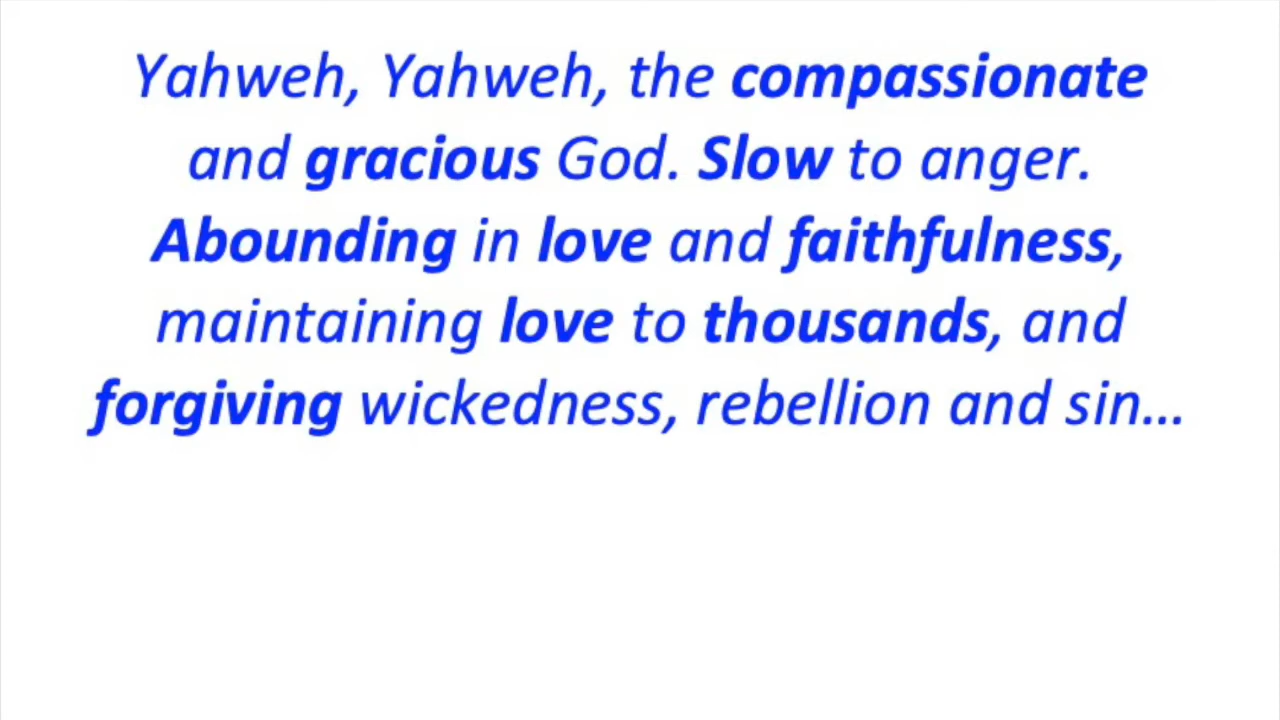 Yahweh, Yahweh, the compassionate
and gracious God. Slow to anger.
Abounding in love and faithfulness,
maintaining love to thousands, and
forgiving wickedness, rebellion and sin...